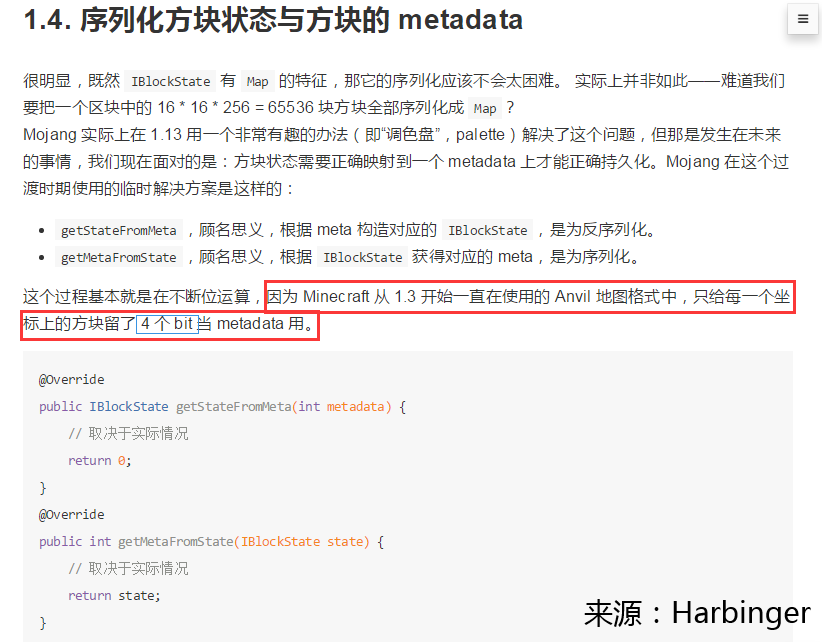 1.4. 序列化方块状态与方块的 metadata
很明显，既然 IBlockState 有 Map 的特征，那它的序列化应该不会太困难。 实际上并非如此——难道我们
要把一个区块中的 16 * 16 * 256 = 65536 块方块全部序列化成 Map ？
Mojang 实际上在 1.13 用一个非常有趣的办法（即“调色盘”，palette）解决了这个问题，但那是发生在未来
的事情，我们现在面对的是：方块状态需要正确映射到一个 metadata 上才能正确持久化。Mojang 在这个过
渡时期使用的临时解决方案是这样的：
• getStateFromMeta ，顾名思义，根据 meta 构造对应的 IBlockState ，是为反序列化。
• getMetaFromState ，顾名思义，根据 IBlockState 获得对应的 meta，是为序列化。
这个过程基本就是在不断位运算，因为 Minecraft 从 1.3 开始一直在使用的 Anvil 地图格式中，只给每一个坐
标上的方块留了 4 个 bit 当 metadata 用。
@Override
public IBlockState getStateFromMeta(int metadata) {
// 取决于实际情况
return 0;
}
@Override
public int getMetaFromState(IBlockState state) {
// 取决于实际情况
return state;
}
来源：Harbinger